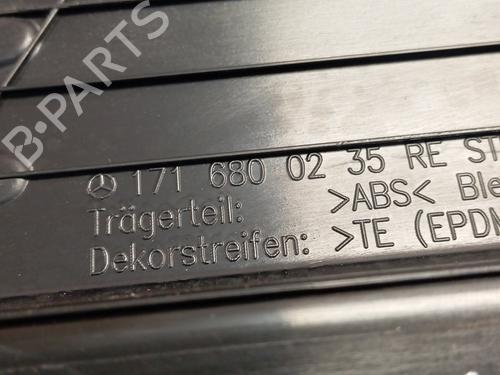 B-PARTS
171 680 02 35 RE
Trägerteil: >ABS<
Dekorstreifen: >TE (EPDM